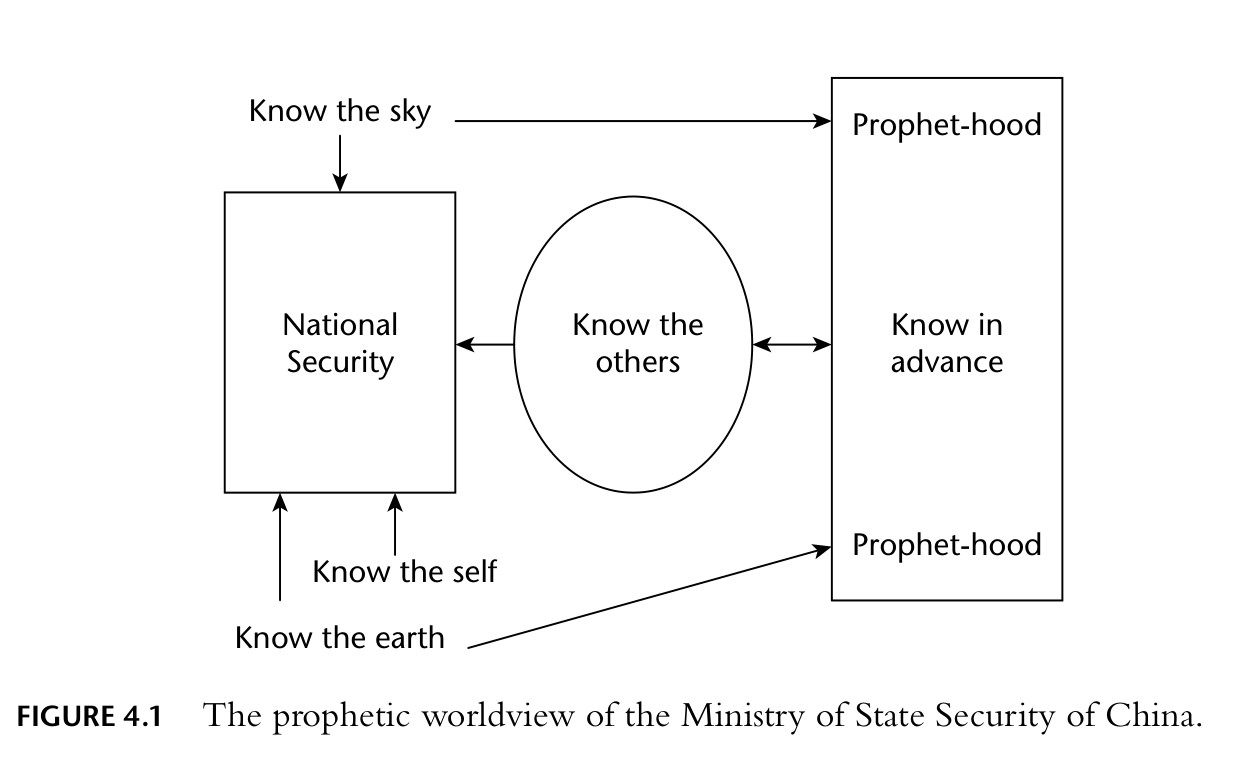 Know the sky
Prophet-hood
National
Security
Know the
others
Know in
advance
Prophet-hood
Know the self
Know the earth
FIGURE 4.1 The prophetic worldview of the Ministry of State Security of China.